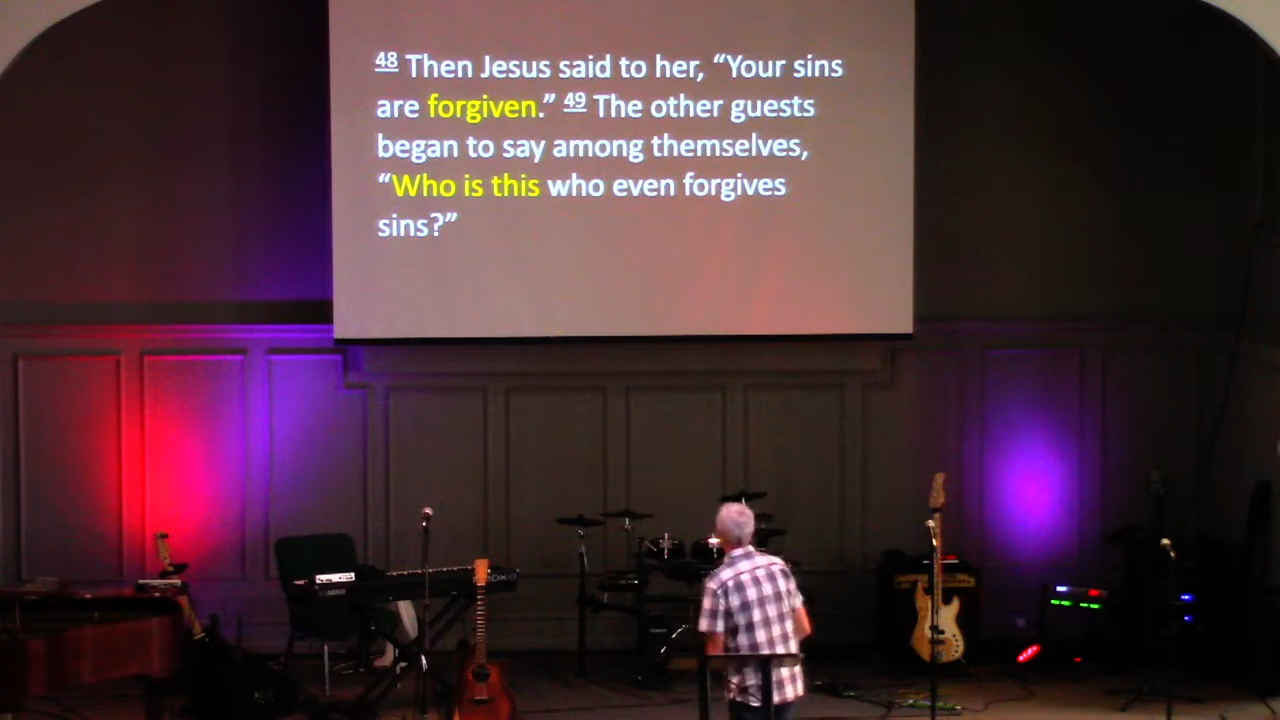 48 Then Jesus said to her, “Your sins
are forgiven.” 49 The other guests
began to say among themselves,
“Who is this who even forgives
sins?”